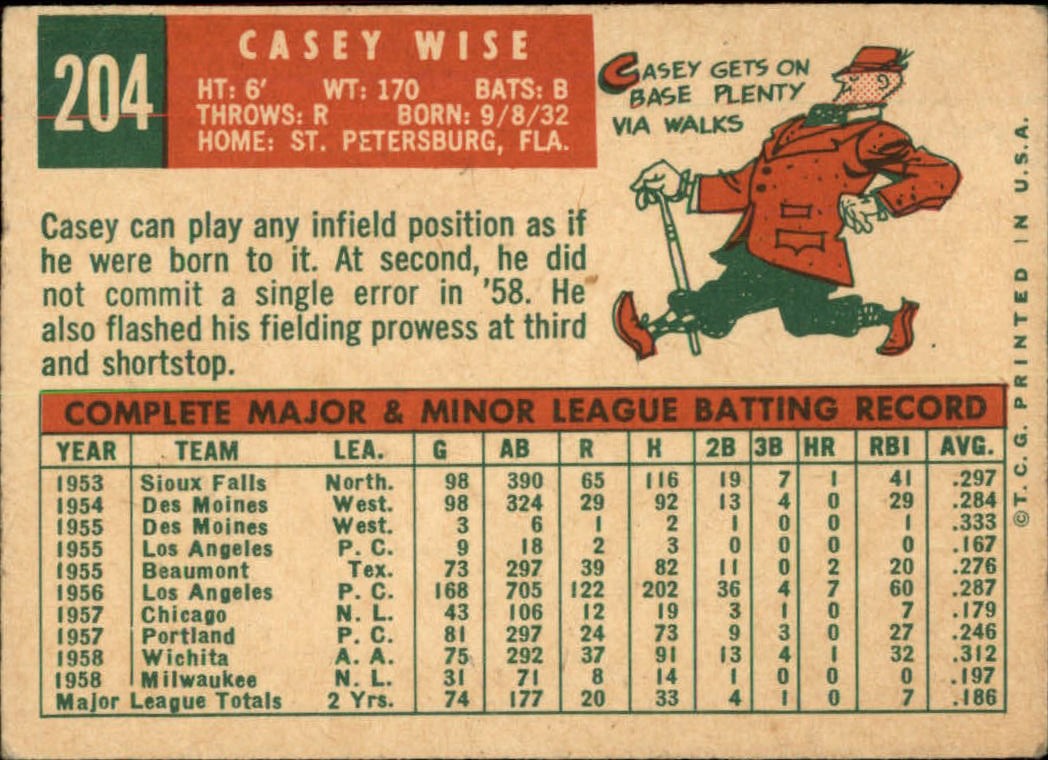 204
CASEY WISE
HT: 6' WT: 170 BATS: B
THROWS: R BORN: 9/8/32
HOME: ST. PETERSBURG, FLA.
CASEY GETS ON
BASE PLENTY
VIA WALKS
Casey can play any infield position as if
he were born to it. At second, he did
not commit a single error in '58. He
also flashed his fielding prowess at third
and shortstop.
COMPLETE MAJOR & MINOR LEAGUE BATTING RECORD
YEAR TEAM LEA. G AB R H 2B 3B HR RBI AVG.
1953 Sioux Falls North. 98 390 65 116 19 7 1 41 .297
1954 Des Moines West. 98 324 29 92 13 4 0 29 .284
1955 Des Moines West. 3 6 1 2 1 0 0 1 .333
1955 Los Angeles P. C. 9 18 2 3 0 0 0 0 .167
1955 Beaumont Tex. 73 297 39 82 11 0 2 20 .276
1956 Los Angeles P. C. 168 705 122 202 36 4 7 60 .287
1957 Chicago N. L. 43 106 12 19 3 1 0 7 .179
1957 Portland P. C. 81 297 24 73 9 3 0 27 .246
1958 Wichita A. A. 75 292 37 91 13 4 1 32 .312
1958 Milwaukee N. L. 31 71 8 14 1 0 0 0 .197
Major League Totals 2 Yrs. 74 177 20 33 4 1 0 7 .186
©T.C.G. PRINTED IN U.S.A.